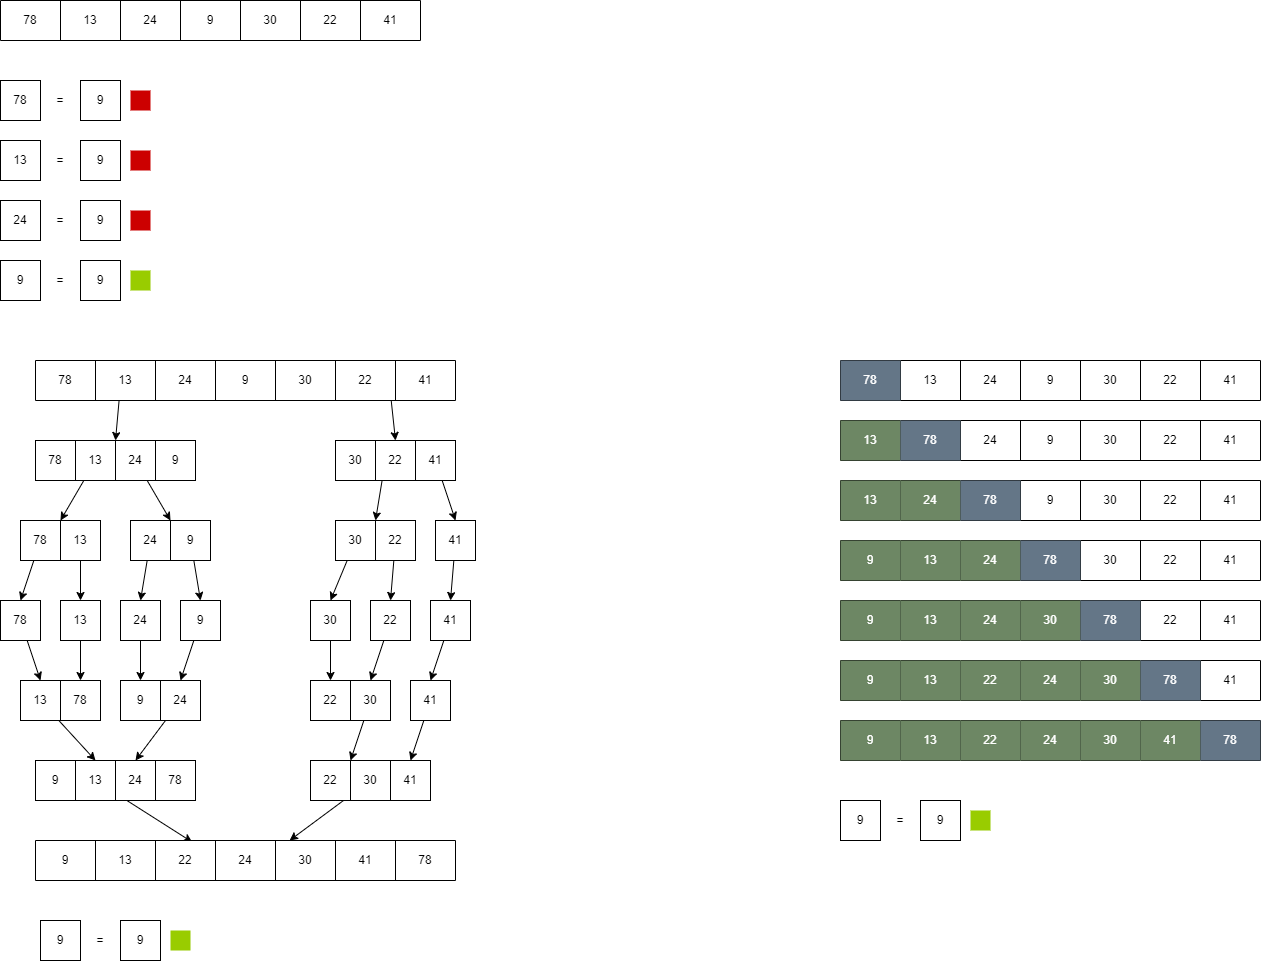 78 13 24 9 30 22 41
78 = 9
13 = 9
24 = 9
9 = 9
78 13 24 9 30 22 41
78 13 24 9 30 22 41
78 13 24 9 30 22 41
78 13 24 9 30 22 41
9 13 78 24 9 24 22 30 41
9 13 24 78 22 30 41
9 13 22 24 30 41 78
9 = 9
78 13 24 9 30 22 41
13 78 24 9 30 22 41
13 24 78 9 30 22 41
9 13 24 78 30 22 41
9 13 24 30 78 22 41
9 13 22 24 30 78 41
9 13 22 24 30 41 78
9 = 9